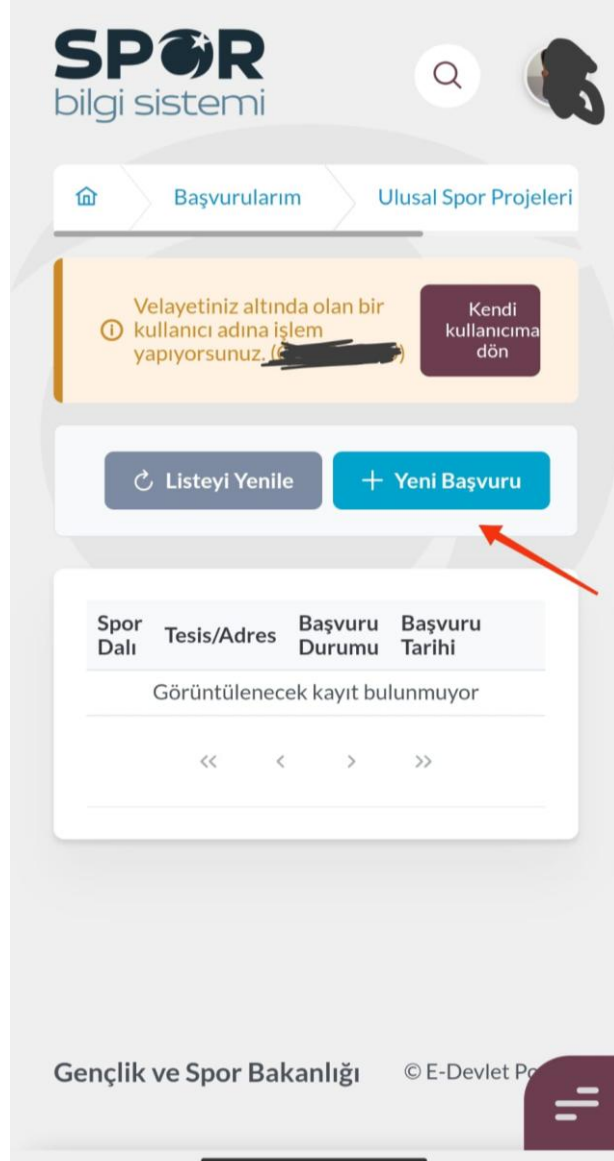 SPOR
bilgi sistemi
Başvurularım
Ulusal Spor Projeleri
Velayetiniz altında olan bir
kullanıcı adına işlem
yapıyorsunuz.
Kendi
kullanıcıma
dön
Listeyi Yenile
+ Yeni Başvuru
Spor
Dalı
Tesis/Adres
Başvuru
Durumu
Başvuru
Tarihi
Görüntülenecek kayıt bulunmuyor
Gençlik ve Spor Bakanlığı
© E-Devlet